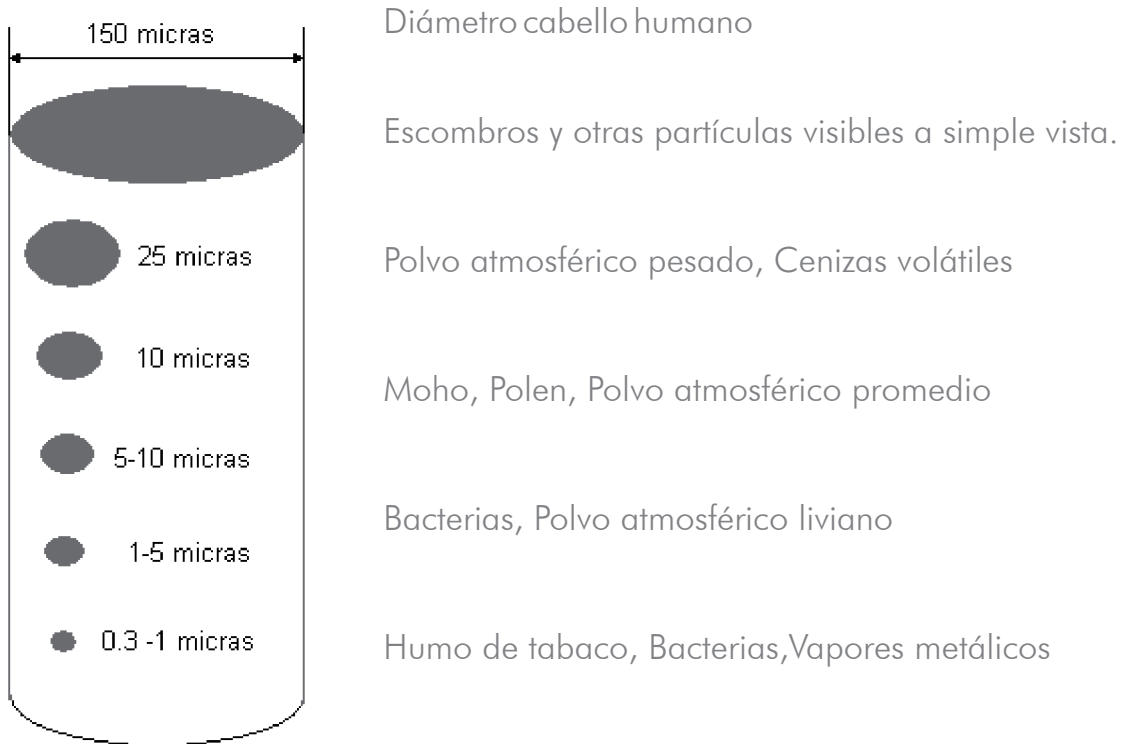 150 micras
Diámetro cabello humano
Escombros y otras partículas visibles a simple vista.
25 micras
Polvo atmosférico pesado, Cenizas volátiles
10 micras
Moho, Polen, Polvo atmosférico promedio
5-10 micras
Bacterias, Polvo atmosférico liviano
1-5 micras
0.3 -1 micras
Humo de tabaco, Bacterias,Vapores metálicos